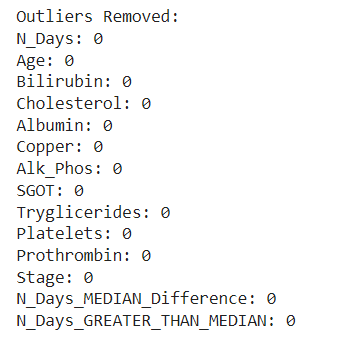 Outliers Removed:
N_Days: 0
Age: 0
Bilirubin: 0
Cholesterol: 0
Albumin: 0
Copper: 0
Alk_Phos: 0
SGOT: 0
Tryglicerides: 0
Platelets: 0
Prothrombin: 0
Stage: 0
N_Days_MEDIAN_Difference: 0
N_Days_GREATER_THAN_MEDIAN: 0